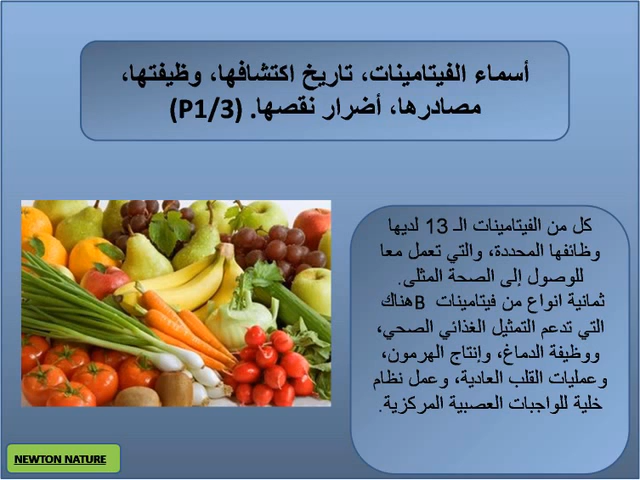 أسماء الفيتامينات، تاريخ اكتشافها، وظيفتها،
مصادرها، أضرار نقصها. (P1/3)
كل من الفيتامينات الـ 13 لديها
وظائفها المحددة، والتي تعمل معا
للوصول إلى الصحة المثلى.
ثمانية انواع من فيتامينات Bهناك
التي تدعم التمثيل الغذائي الصحي،
ووظيفة الدماغ، وإنتاج الهرمون،
وعمليات القلب العادية، وعمل نظام
خلية للواجبات العصبية المركزية.
NEWTON NATURE